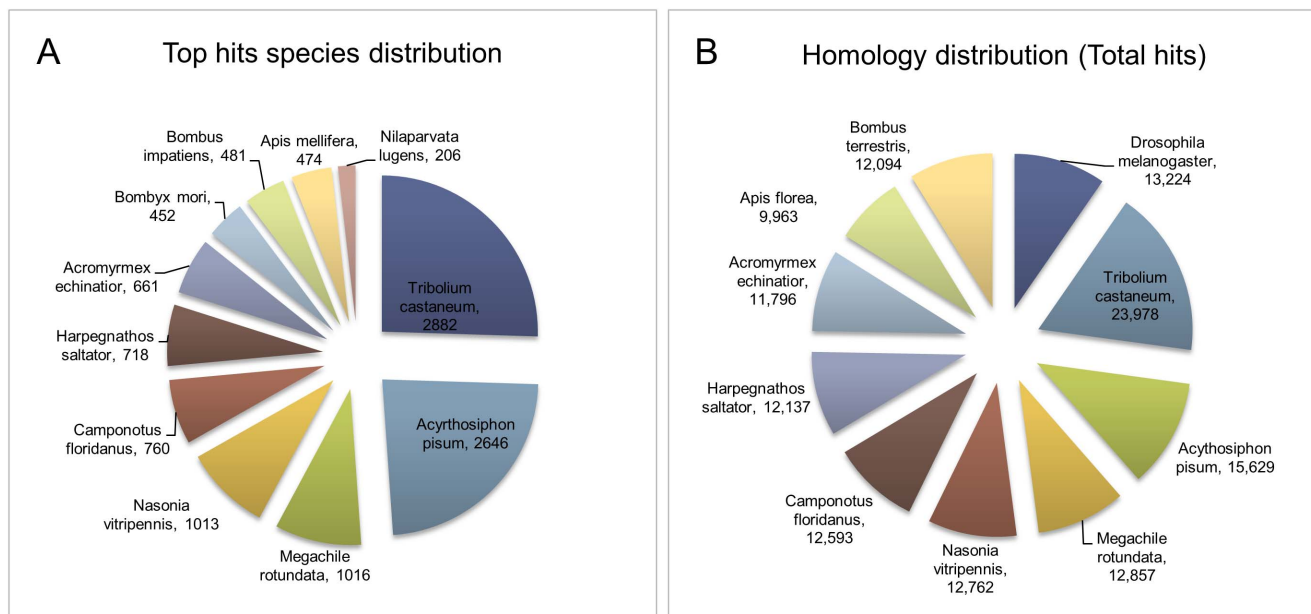 A
Top hits species distribution
Bombus
impatiens, 481
Apis mellifera,
474
Nilaparvata
lugens, 206
Bombyx mori,
452
Acromyrmex
echinatior, 661
Harpegnathos
saltator, 718
Camponotus
floridanus, 760
Nasonia
vitripennis, 1013
Megachile
rotundata, 1016
Tribolium
castaneum,
2882
Acyrthosiphon
pisum, 2646
B
Homology distribution (Total hits)
Bombus
terrestris,
12,094
Drosophila
melanogaster,
13,224
Apis florea,
9,963
Tribolium
castaneum,
23,978
Acromyrmex
echinatior,
11,796
Harpegnathos
saltator, 12,137
Acythosiphon
pisum, 15,629
Camponotus
floridanus,
12,593
Nasonia
vitripennis,
12,762
Megachile
rotundata,
12,857